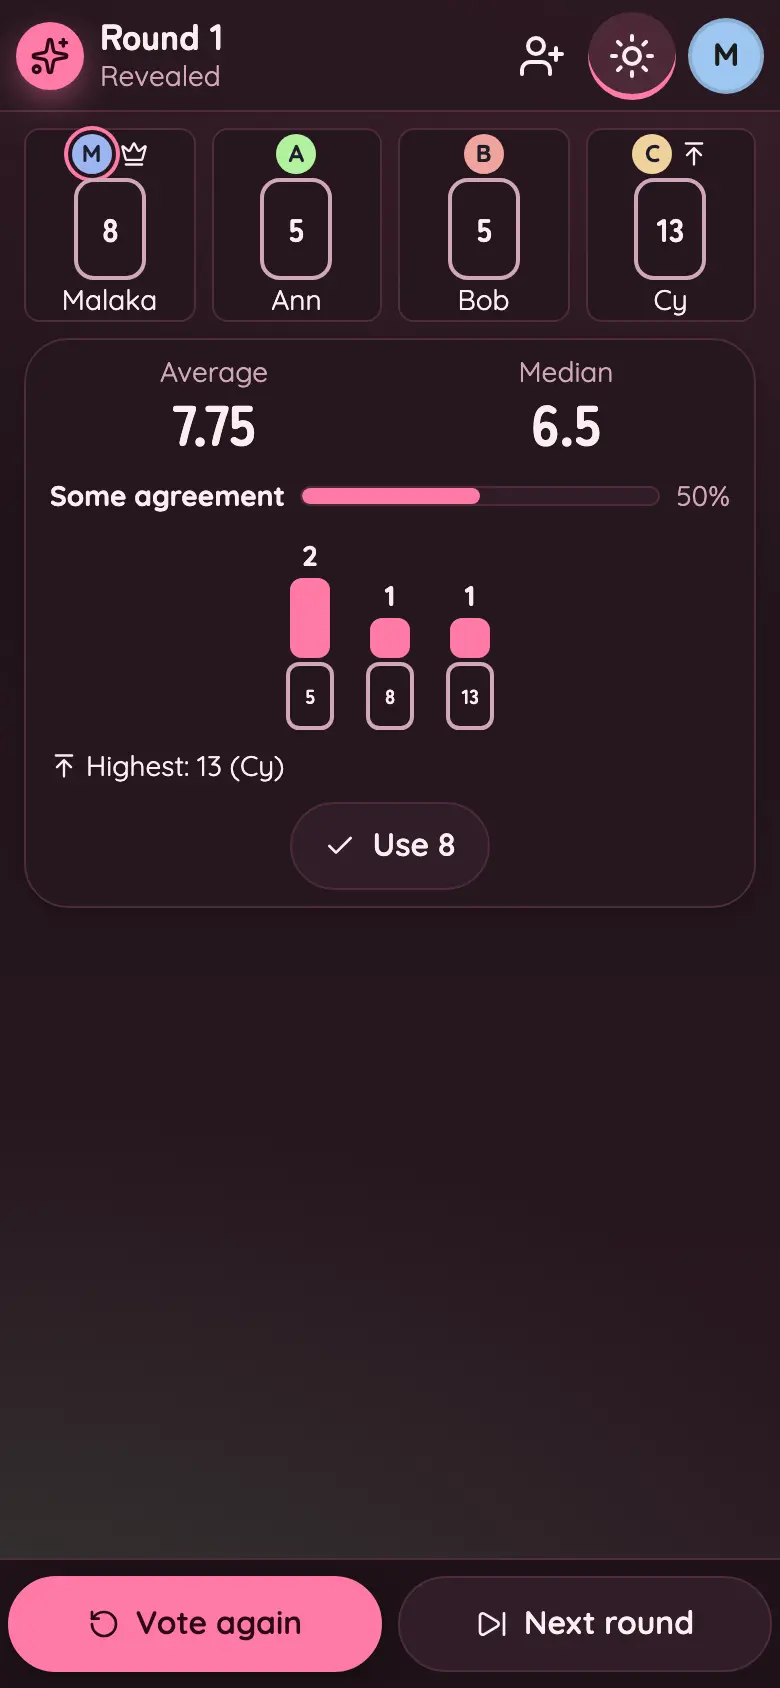 Round 1
Revealed
M
M
A
B
C
8
5
5
13
Malaka
Ann
Bob
Cy
Average
Median
7.75
6.5
Some agreement
50%
2
1
1
5
8
13
Highest: 13 (Cy)
Use 8
Vote again
Next round